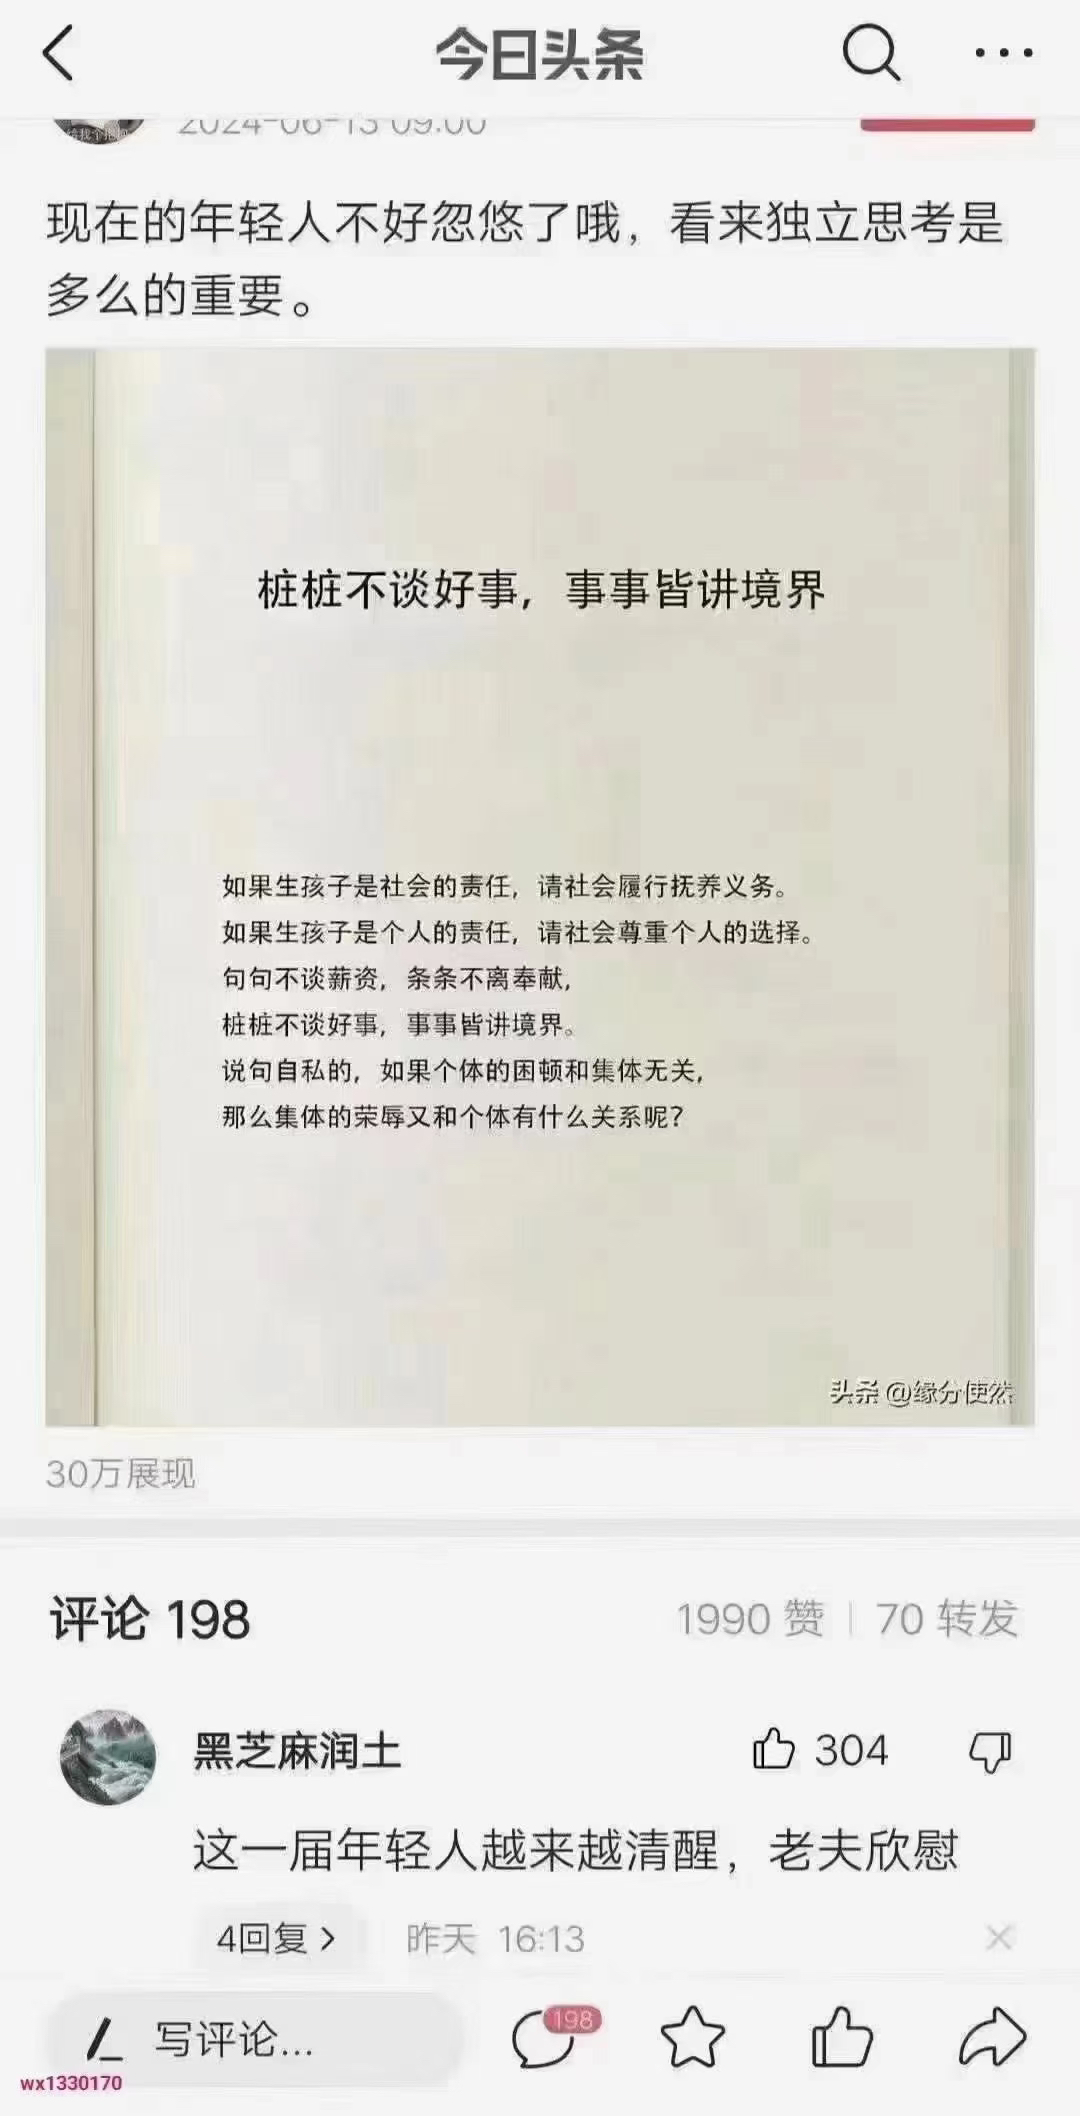 今日头条
2024-06-13 09:00
现在的年轻人不好忽悠了哦，看来独立思考是
多么的重要。
桩桩不谈好事，事事皆讲境界
如果生孩子是社会的责任，请社会履行抚养义务。
如果生孩子是个人的责任，请社会尊重个人的选择。
句句不谈薪资，条条不离奉献，
桩桩不谈好事，事事皆讲境界。
说句自私的，如果个体的困顿和集体无关，
那么集体的荣辱又和个体有什么关系呢？
头条 @缘分使然
30万展现
评论 198 1990 赞 | 70 转发
黑芝麻润土 304
这一届年轻人越来越清醒，老夫欣慰
4回复 > 昨天 16:13
写评论... 198
wx1330170